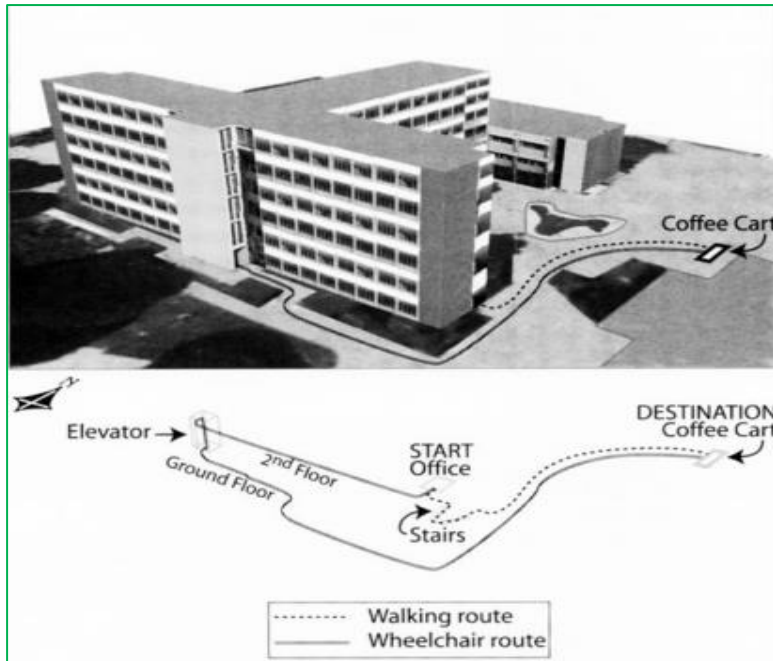 Coffee Cart
N
Elevator
Ground Floor
2nd Floor
START
Office
Stairs
DESTINATION
Coffee Cart
Walking route
Wheelchair route